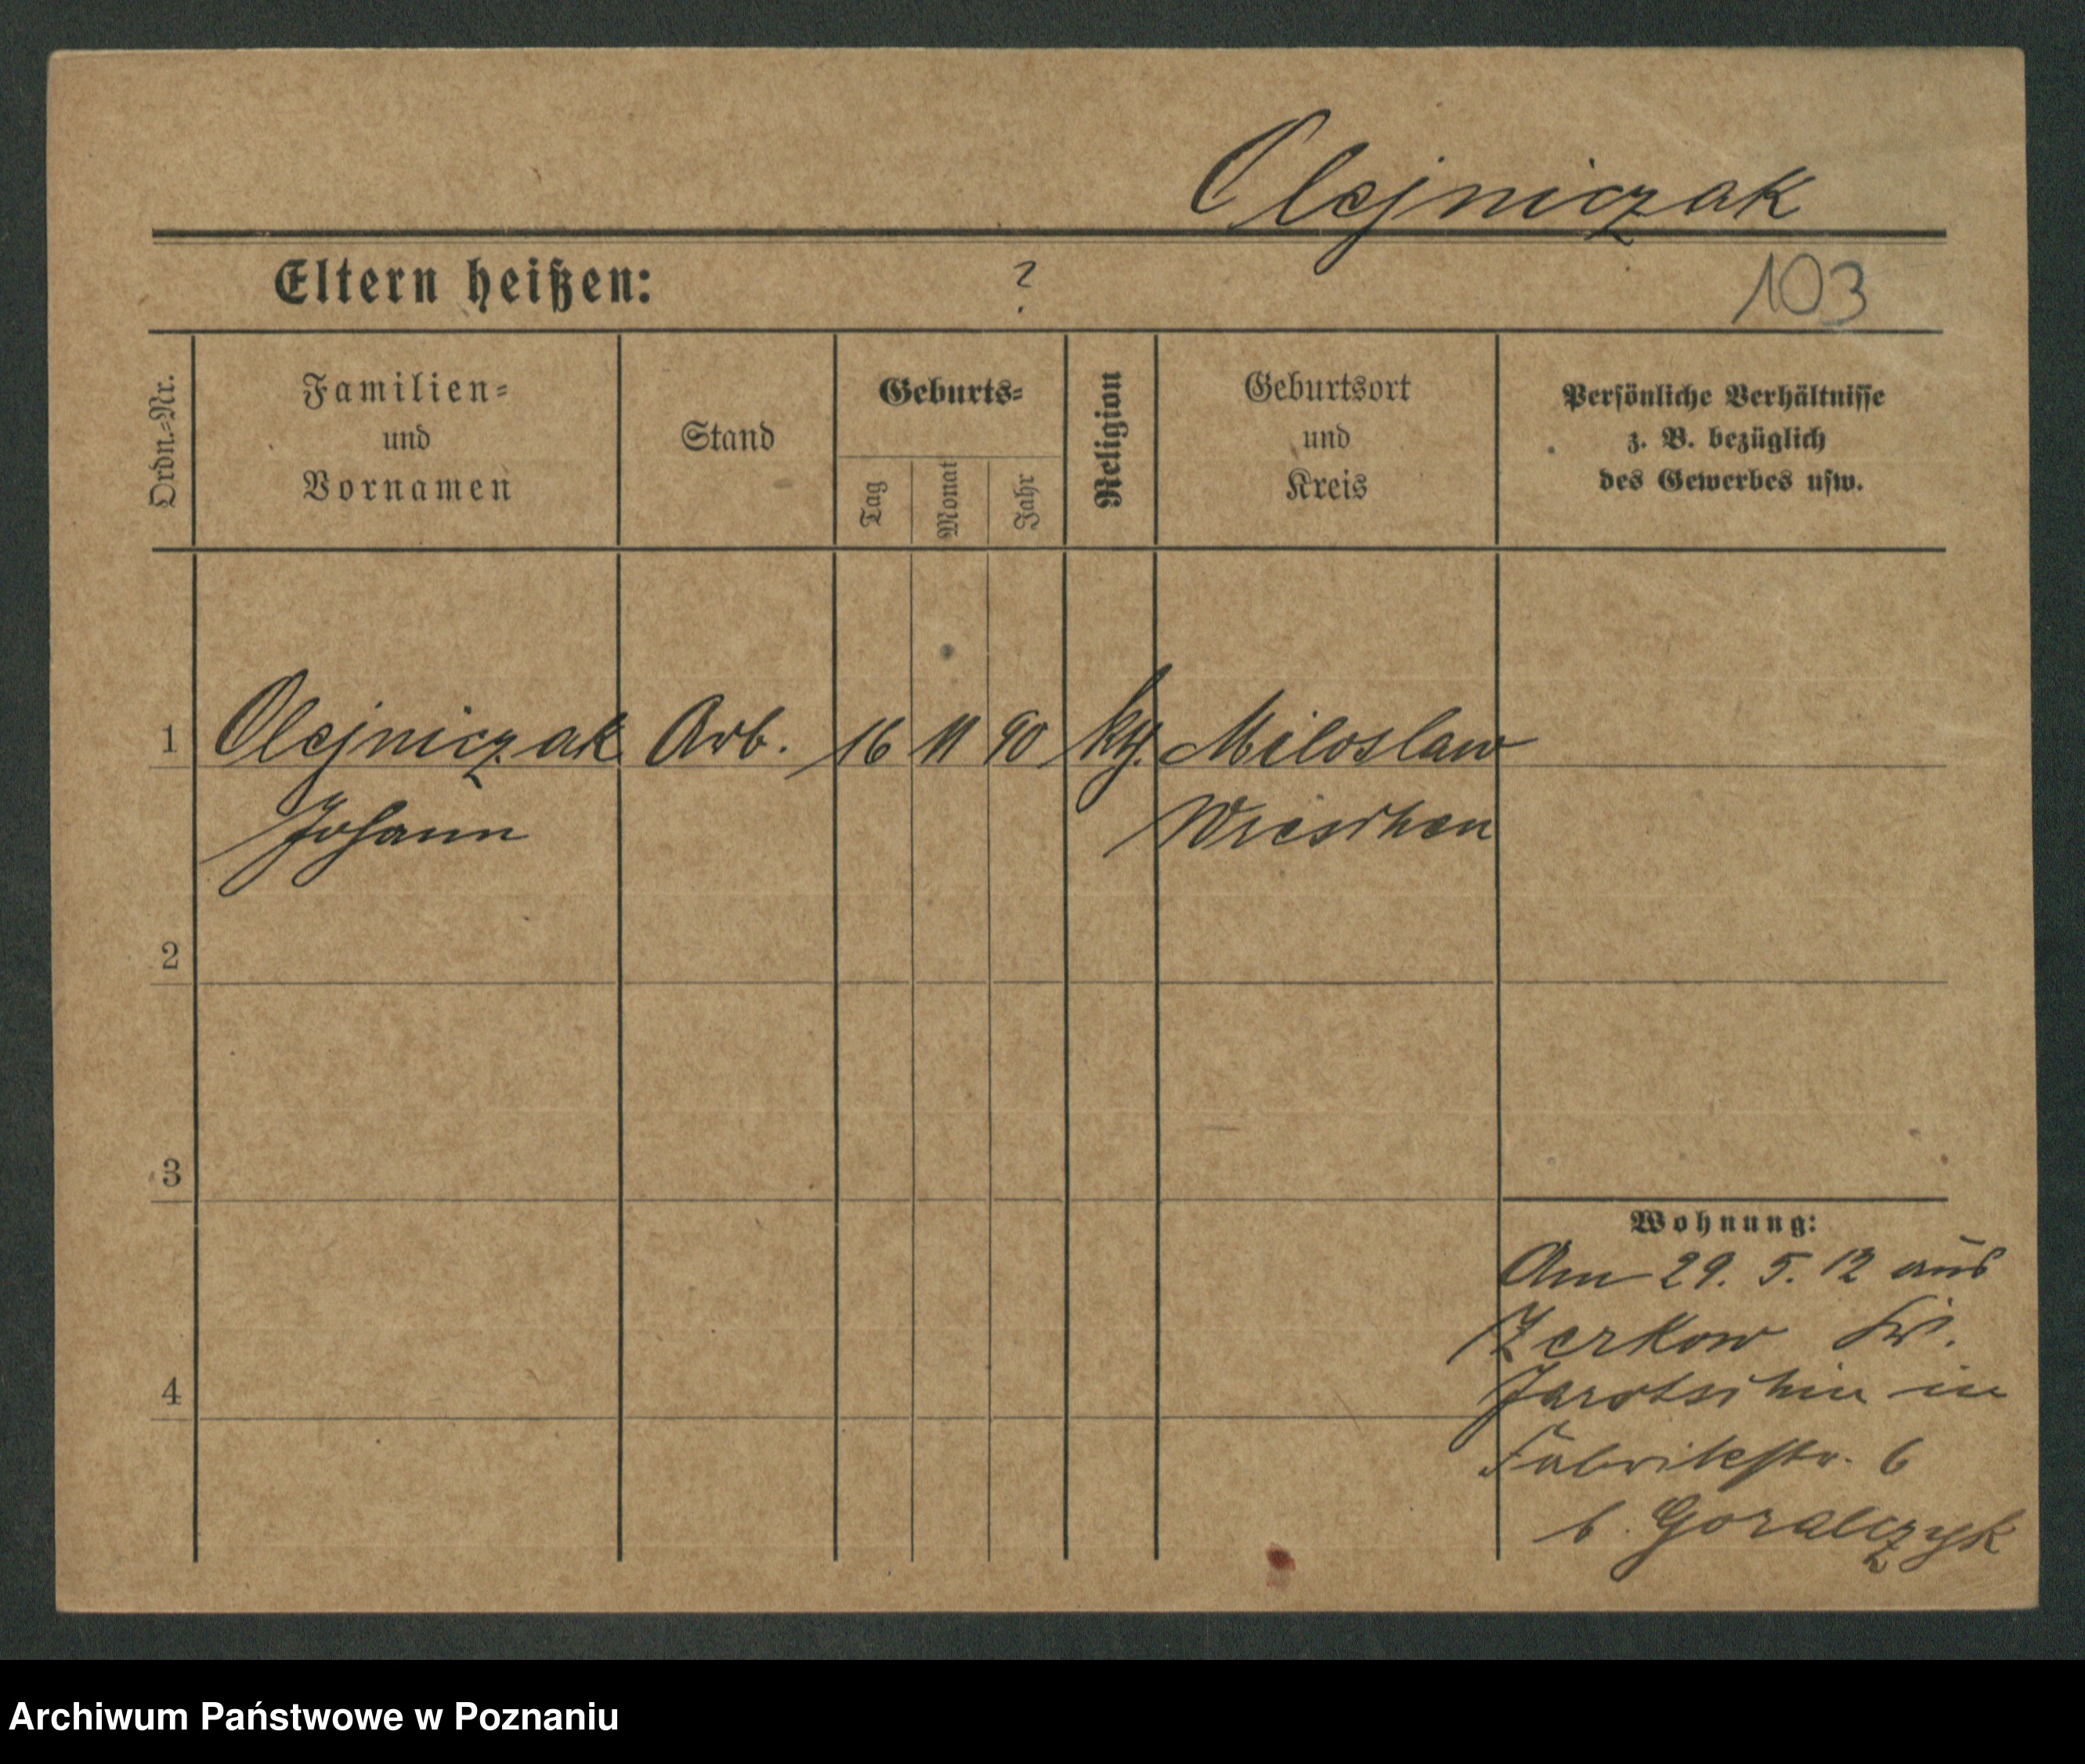 Olejniczak
Eltern heißen: ?
103
Ordn.-Nr.
Familien-
und
Vornamen
Stand
Geburts-
Tag
Monat
Jahr
Religion
Geburtsort
und
Kreis
Persönliche Verhältnisse
z. B. bezüglich
des Gewerbes usw.
1 Olejniczak Arb. 16 11 90 kth. Miloslaw
Johann Wreschen
2
3
4
Wohnung:
Am 29. 5. 12 aus
Zerkow Kr.
Jarotschin in
Fabrikstr. 6
b. Goralczyk
Archiwum Państwowe w Poznaniu